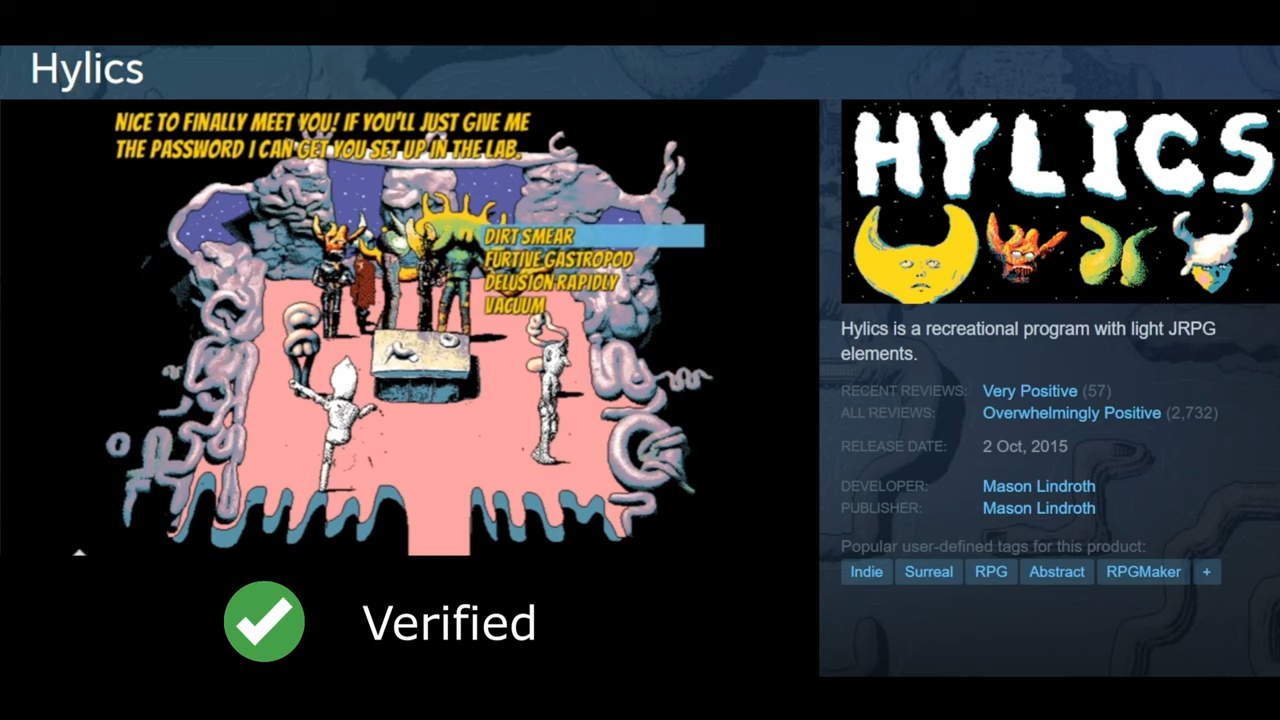 Hylics
NICE TO FINALLY MEET YOU! IF YOU'LL JUST GIVE ME
THE PASSWORD I CAN GET YOU SET UP IN THE LAB.
DIRT SMEAR
FURTIVE GASTROPOD
DELUSION RAPIDLY
VACUUM
Verified
HYLICS
Hylics is a recreational program with light JRPG
elements.
RECENT REVIEWS: Very Positive (57)
ALL REVIEWS: Overwhelmingly Positive (2,732)
RELEASE DATE: 2 Oct, 2015
DEVELOPER: Mason Lindroth
PUBLISHER: Mason Lindroth
Popular user-defined tags for this product:
Indie Surreal RPG Abstract RPGMaker +